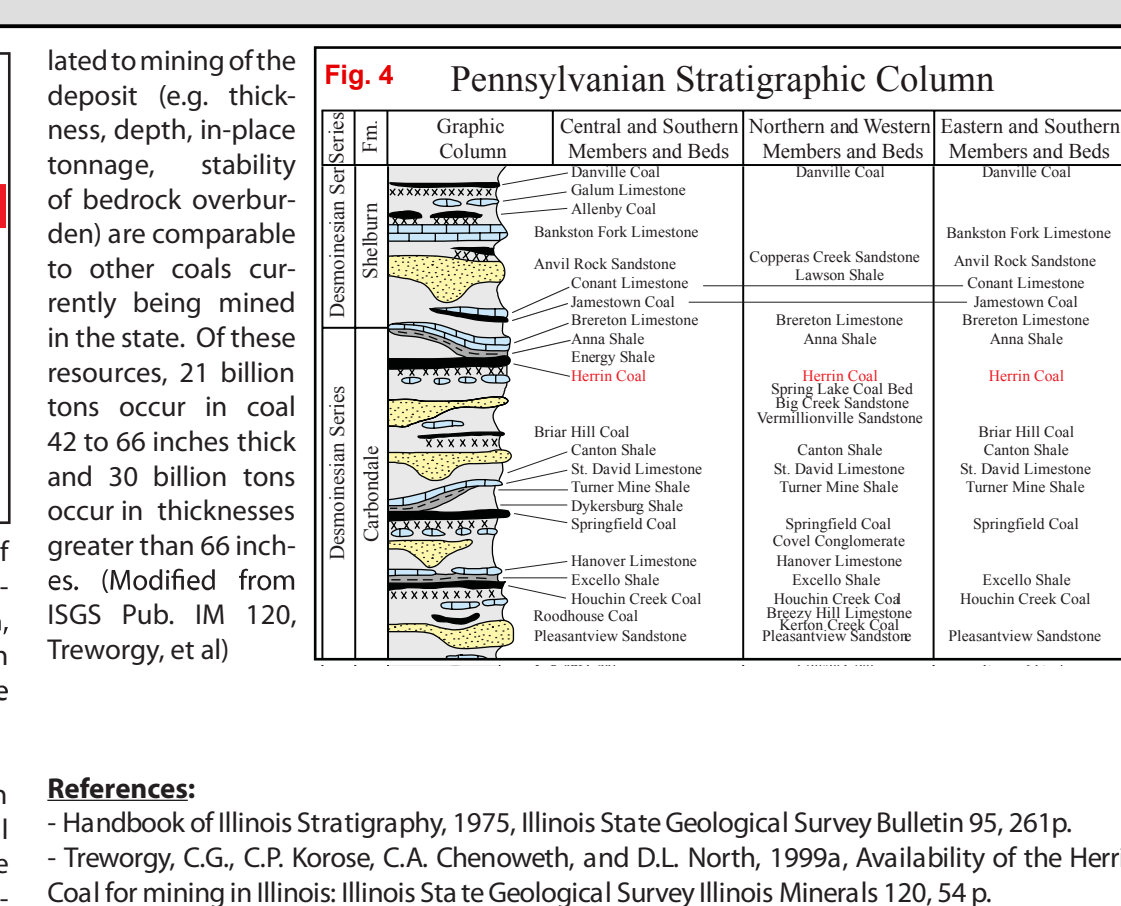 lated to mining of the
deposit (e.g. thick-
ness, depth, in-place
tonnage, stability
of bedrock overbur-
den) are comparable
to other coals cur-
rently being mined
in the state. Of these
resources, 21 billion
tons occur in coal
42 to 66 inches thick
and 30 billion tons
occur in thicknesses
greater than 66 inch-
es. (Modified from
ISGS Pub. IM 120,
Treworgy, et al)
Fig. 4
Pennsylvanian Stratigraphic Column
Series
Fm.
Graphic
Column
Central and Southern
Members and Beds
Northern and Western
Members and Beds
Eastern and Southern
Members and Beds
Desmoinesian Series
Shelburn
Desmoinesian Series
Carbondale
Danville Coal
Galum Limestone
Allenby Coal
Bankston Fork Limestone
Anvil Rock Sandstone
Conant Limestone
Jamestown Coal
Brereton Limestone
Anna Shale
Energy Shale
Herrin Coal
Briar Hill Coal
Canton Shale
St. David Limestone
Turner Mine Shale
Dykersburg Shale
Springfield Coal
Hanover Limestone
Excello Shale
Houchin Creek Coal
Roodhouse Coal
Pleasantview Sandstone
Danville Coal
Copperas Creek Sandstone
Lawson Shale
Brereton Limestone
Anna Shale
Herrin Coal
Spring Lake Coal Bed
Big Creek Sandstone
Vermillionville Sandstone
Canton Shale
St. David Limestone
Turner Mine Shale
Springfield Coal
Covel Conglomerate
Hanover Limestone
Excello Shale
Houchin Creek Coal
Breezy Hill Limestone
Kerton Creek Coal
Pleasantview Sandstone
Danville Coal
Bankston Fork Limestone
Anvil Rock Sandstone
Conant Limestone
Jamestown Coal
Brereton Limestone
Anna Shale
Herrin Coal
Briar Hill Coal
Canton Shale
St. David Limestone
Turner Mine Shale
Springfield Coal
Excello Shale
Houchin Creek Coal
Pleasantview Sandstone
References:
- Handbook of Illinois Stratigraphy, 1975, Illinois State Geological Survey Bulletin 95, 261p.
- Treworgy, C.G., C.P. Korose, C.A. Chenoweth, and D.L. North, 1999a, Availability of the Herri
Coal for mining in Illinois: Illinois State Geological Survey Illinois Minerals 120, 54 p.